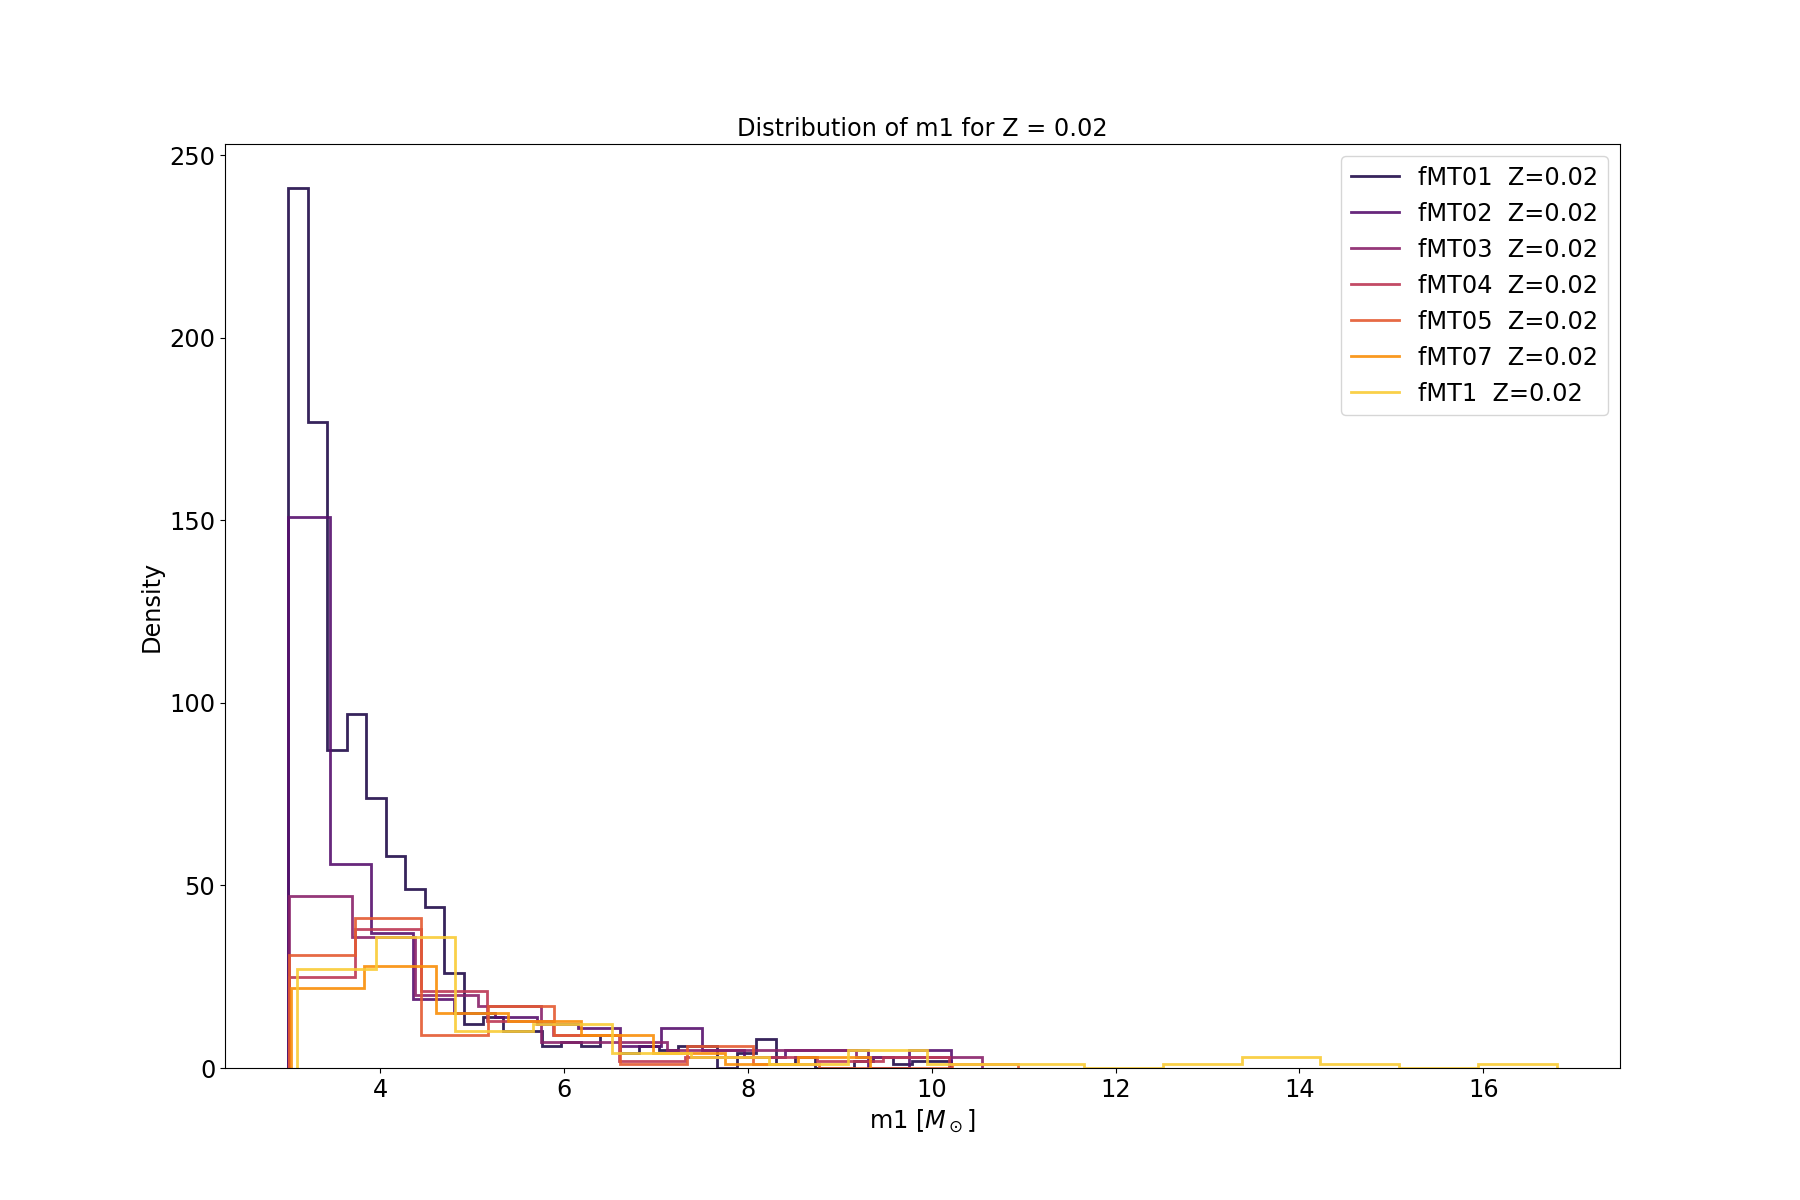 Distribution of m1 for Z = 0.02
250
200
150
100
50
0
Density
4 6 8 10 12 14 16
m1 [$M_\odot$]
fMT01 Z=0.02
fMT02 Z=0.02
fMT03 Z=0.02
fMT04 Z=0.02
fMT05 Z=0.02
fMT07 Z=0.02
fMT1 Z=0.02